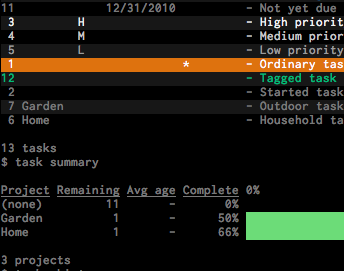 11 12/31/2010 - Not yet due
3 H - High priorit
4 M - Medium prior
5 L - Low priority
1 * - Ordinary tas
12 - Tagged task
2 - Started task
7 Garden - Outdoor task
6 Home - Household ta
13 tasks
$ task summary
Project Remaining Avg age Complete 0%
(none) 11 - 0%
Garden 1 - 50%
Home 1 - 66%
3 projects